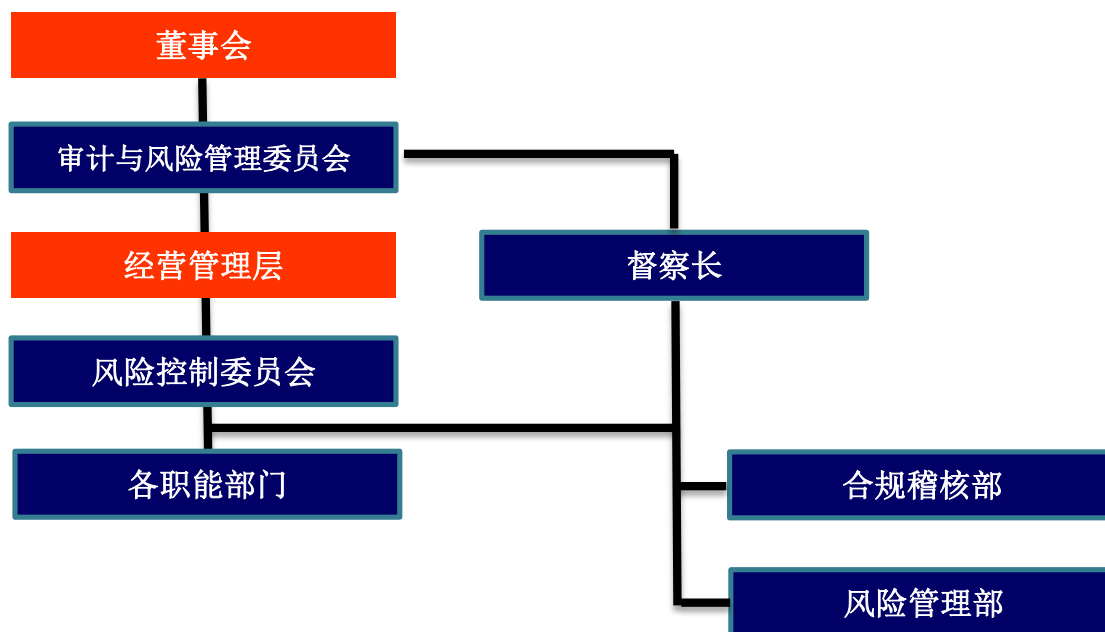 董事会
审计与风险管理委员会
经营管理层
督察长
风险控制委员会
各职能部门
合规稽核部
风险管理部